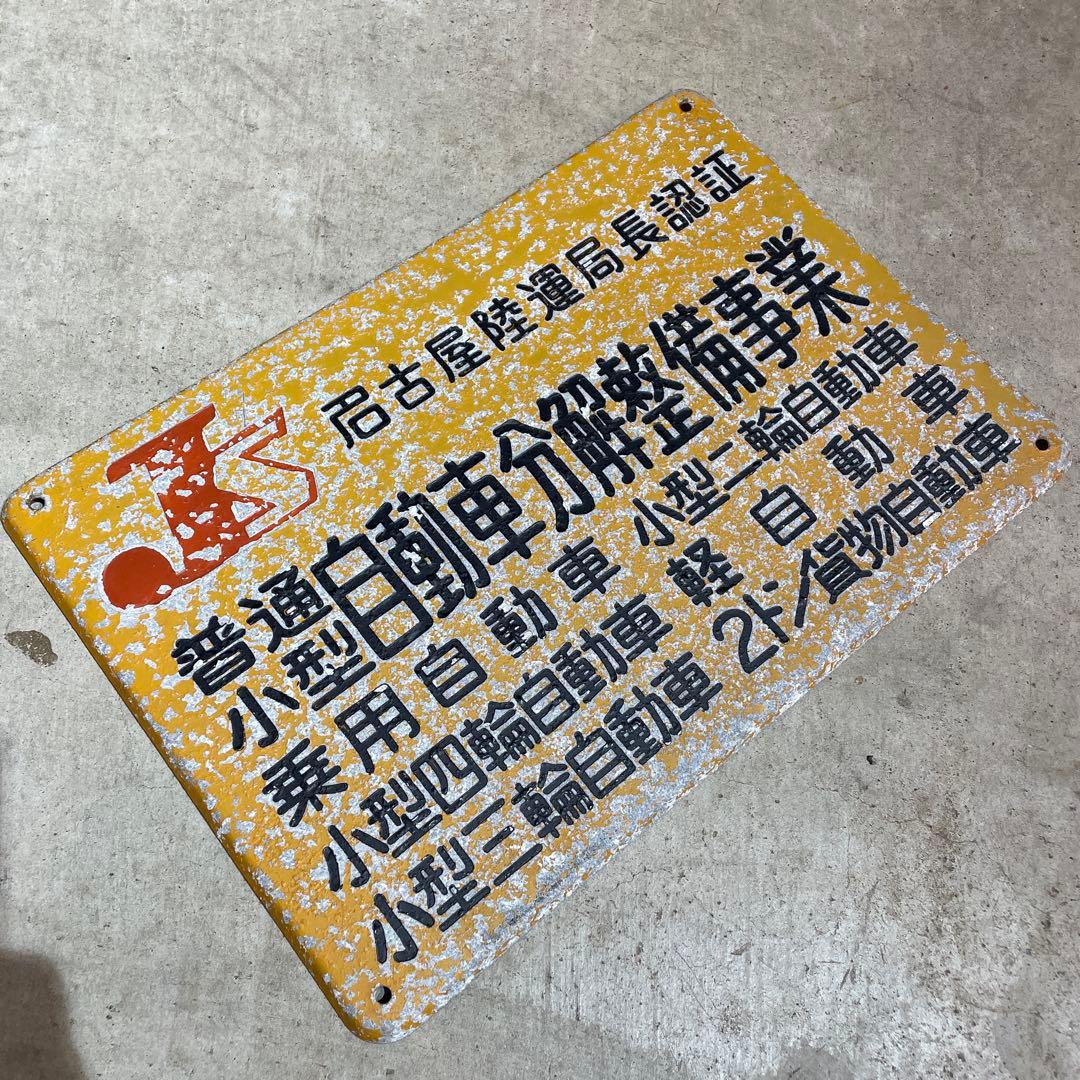 名古屋陸運局長認証
普通
小型
自動車分解整備事業
乗用自動車 小型二輪自動車
小型四輪自動車 軽自動車
小型三輪自動車 2トン貨物自動車